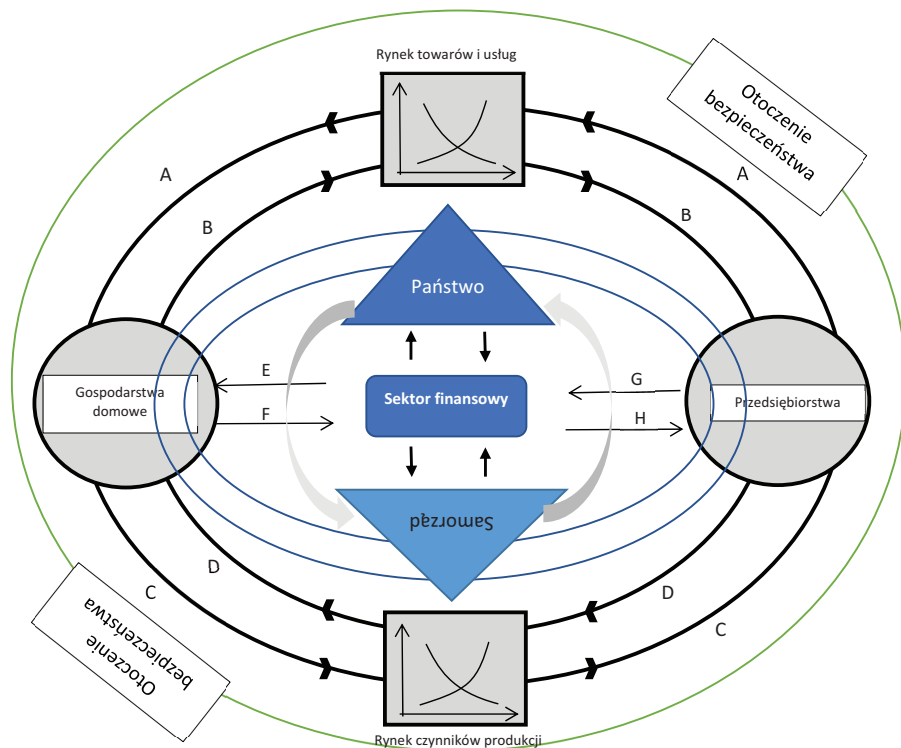 Rynek towarów i usług
Otoczenie
bezpieczeństwa
A
A
B
B
Państwo
E
G
Gospodarstwa
domowe
Sektor finansowy
Przedsiębiorstwa
F
H
Samorząd
D
D
C
C
Otoczenie
bezpieczeństwa
Rynek czynników produkcji